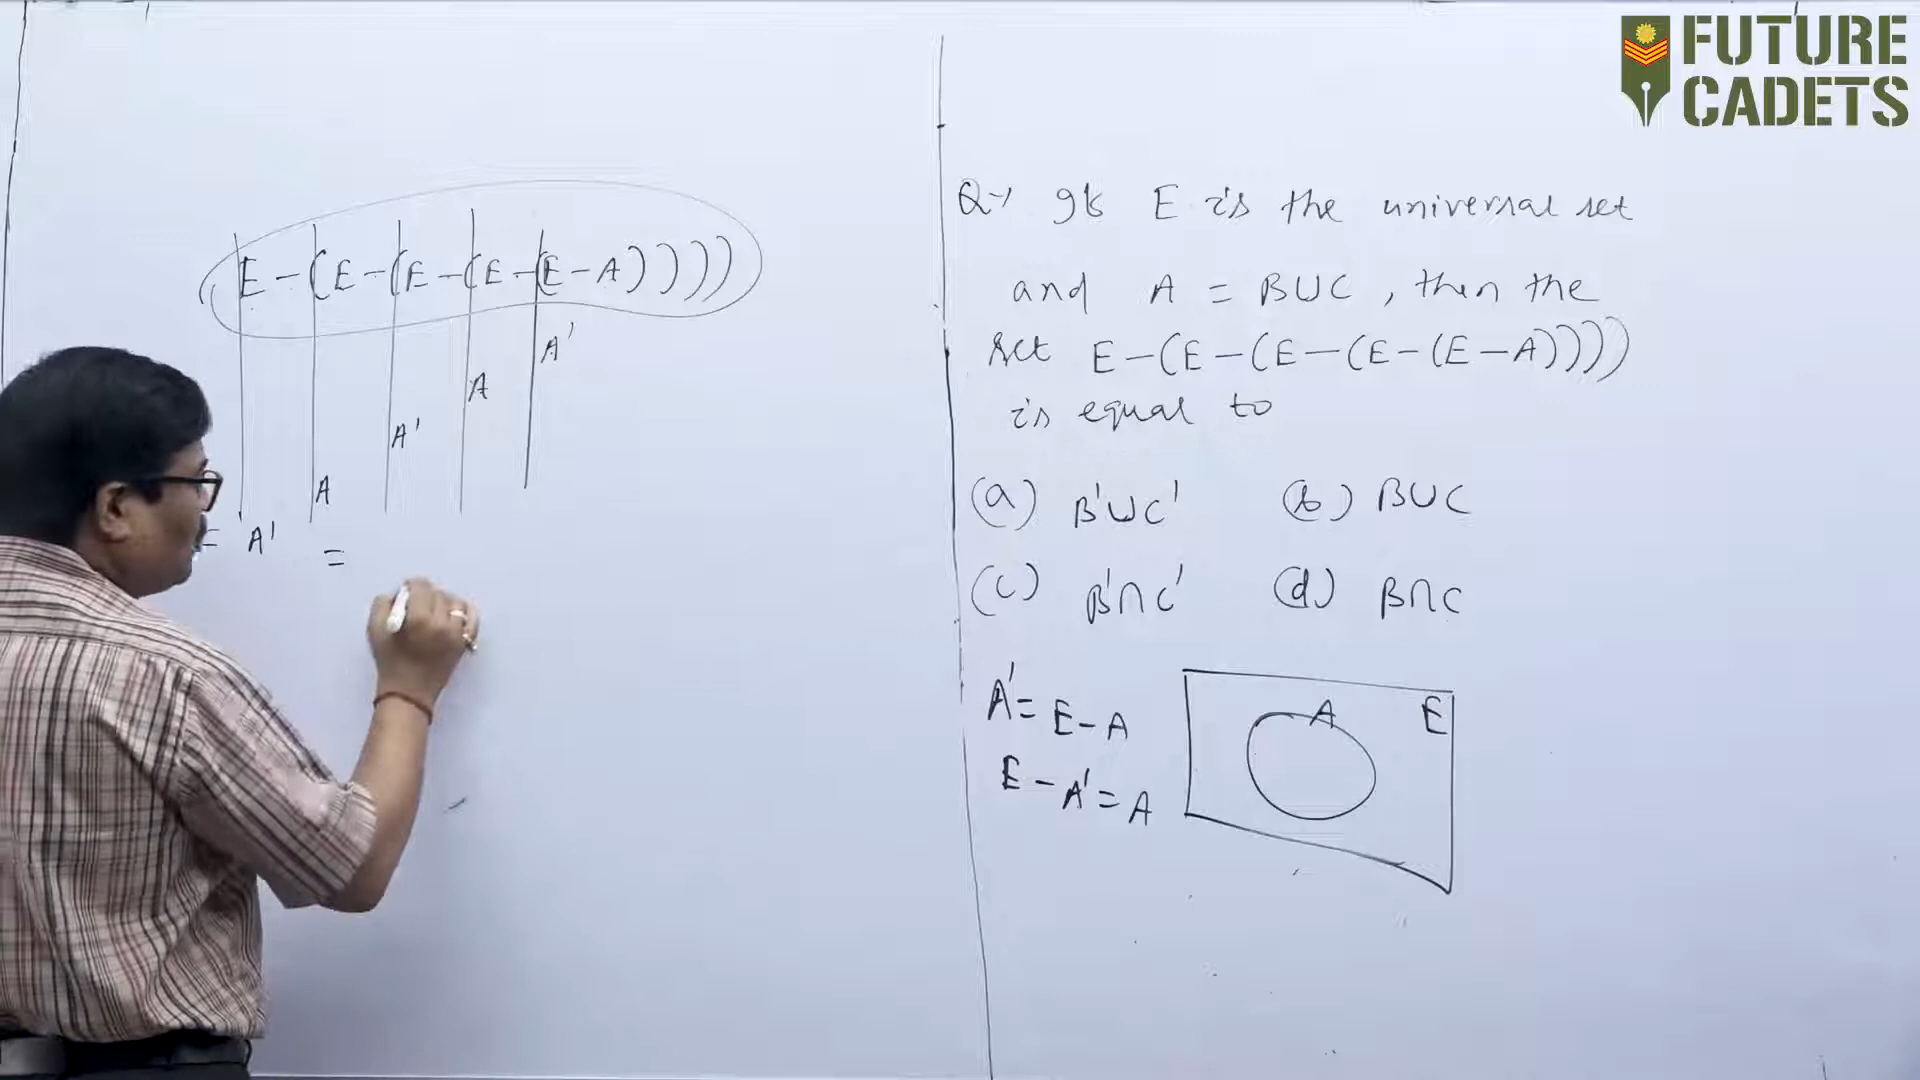 FUTURE
CADETS
E-(E-(E-(E-(E-A))))
A'
A
A'
A
= A' =
Q→ If E is the universal set
and A = B∪C, then the
set E-(E-(E-(E-(E-A))))
is equal to
(a) B'∪C' (b) B∪C
(c) B'∩C' (d) B∩C
A' = E-A
E-A' = A
A E